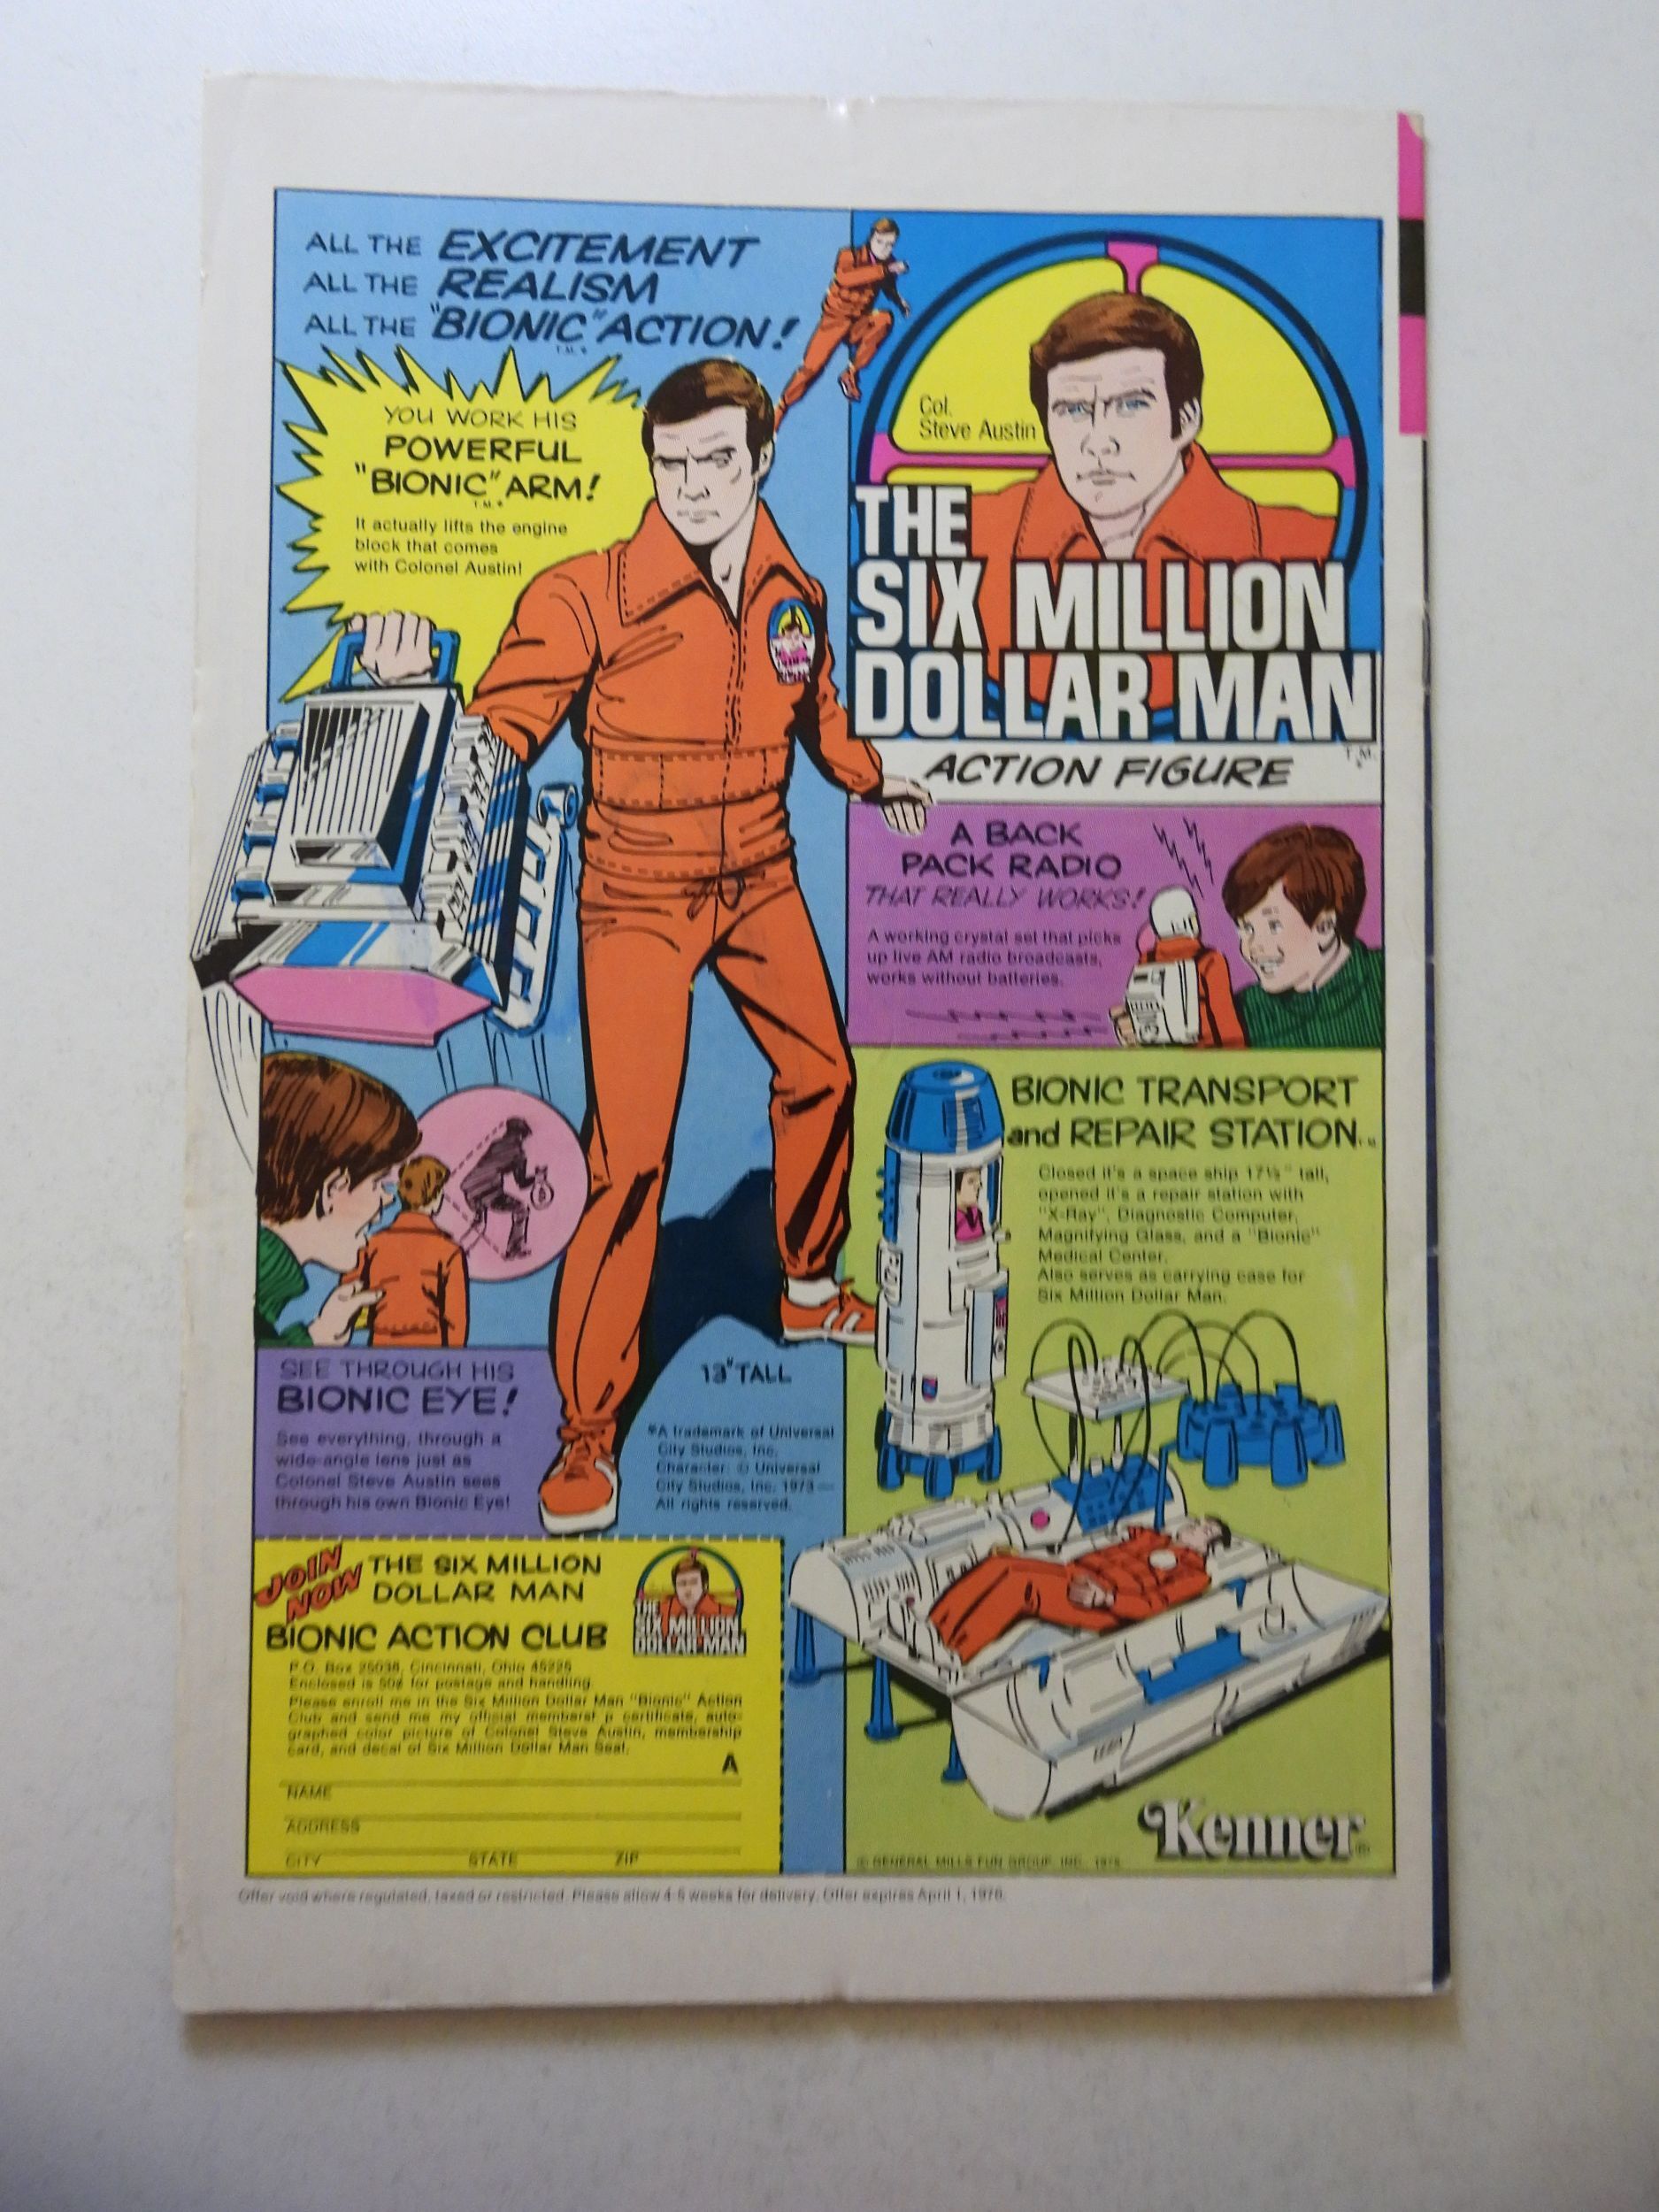 ALL THE EXCITEMENT
ALL THE REALISM
ALL THE "BIONIC" ACTION!
T.M.*
YOU WORK HIS
POWERFUL
"BIONIC" ARM!
T.M.*
It actually lifts the engine
block that comes
with Colonel Austin!
Col.
Steve Austin
THE
SIX MILLION
DOLLAR MAN
T.M.
ACTION FIGURE
A BACK
PACK RADIO
THAT REALLY WORKS!
A working crystal set that picks
up live AM radio broadcasts,
works without batteries.
BIONIC TRANSPORT
and REPAIR STATION
Closed it's a space ship 17½" tall,
opened it's a repair station with
"X-Ray", Diagnostic Computer,
Magnifying Glass, and a "Bionic"
Medical Center.
Also serves as carrying case for
Six Million Dollar Man.
SEE THROUGH HIS
BIONIC EYE!
See everything, through a
wide-angle lens just as
Colonel Steve Austin sees
through his own Bionic Eye!
13" TALL
*A trademark of Universal
City Studios, Inc.
Character: © Universal
City Studios, Inc. 1973—
All rights reserved.
JOIN
NOW
THE SIX MILLION
DOLLAR MAN
BIONIC ACTION CLUB
THE
SIX MILLION
DOLLAR MAN
P.O. Box 25038, Cincinnati, Ohio 45225
Enclosed is 50¢ for postage and handling
Please enroll me in the Six Million Dollar Man "Bionic" Action
Club and send me my official certificate, auto-
graphed color picture of Colonel Steve Austin, membership
card, and decal of Six Million Dollar Man Seal.
A
NAME
ADDRESS
CITY STATE ZIP
Kenner
© GENERAL MILLS FUN GROUP, INC.
Offer void where regulated, taxed or restricted. Please allow weeks for delivery. Offer expires April 1, 1976.